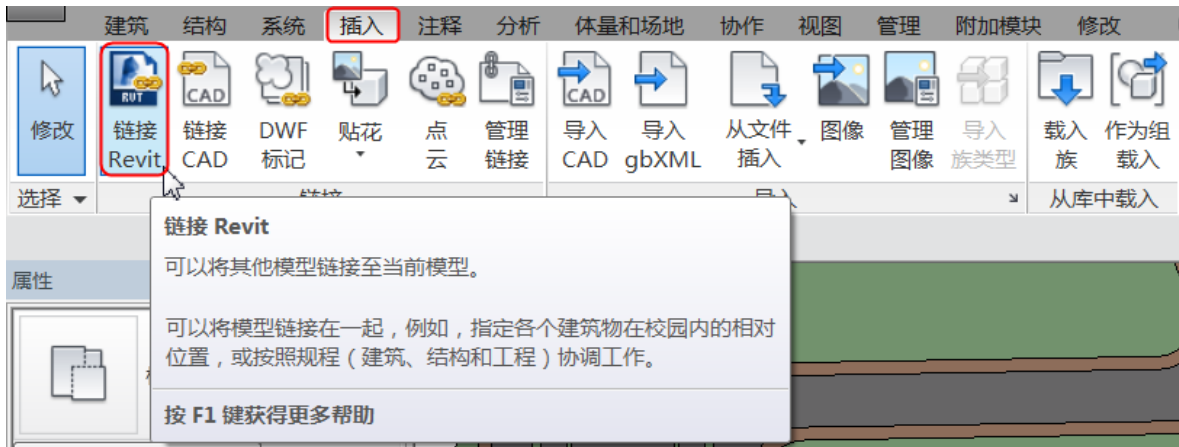 建筑 结构 系统 插入 注释 分析 体量和场地 协作 视图 管理 附加模块 修改
RVT CAD CAD
修改 链接 链接 DWF 贴花 点 管理 导入 导入 从文件 图像 管理 导入 载入 作为组
Revit CAD 标记 云 链接 CAD gbXML 插入 图像 族类型 族 载入
选择 链接 导入 从库中载入
链接 Revit
可以将其他模型链接至当前模型。
属性
可以将模型链接在一起，例如，指定各个建筑物在校园内的相对
位置，或按照规程（建筑、结构和工程）协调工作。
按 F1 键获得更多帮助